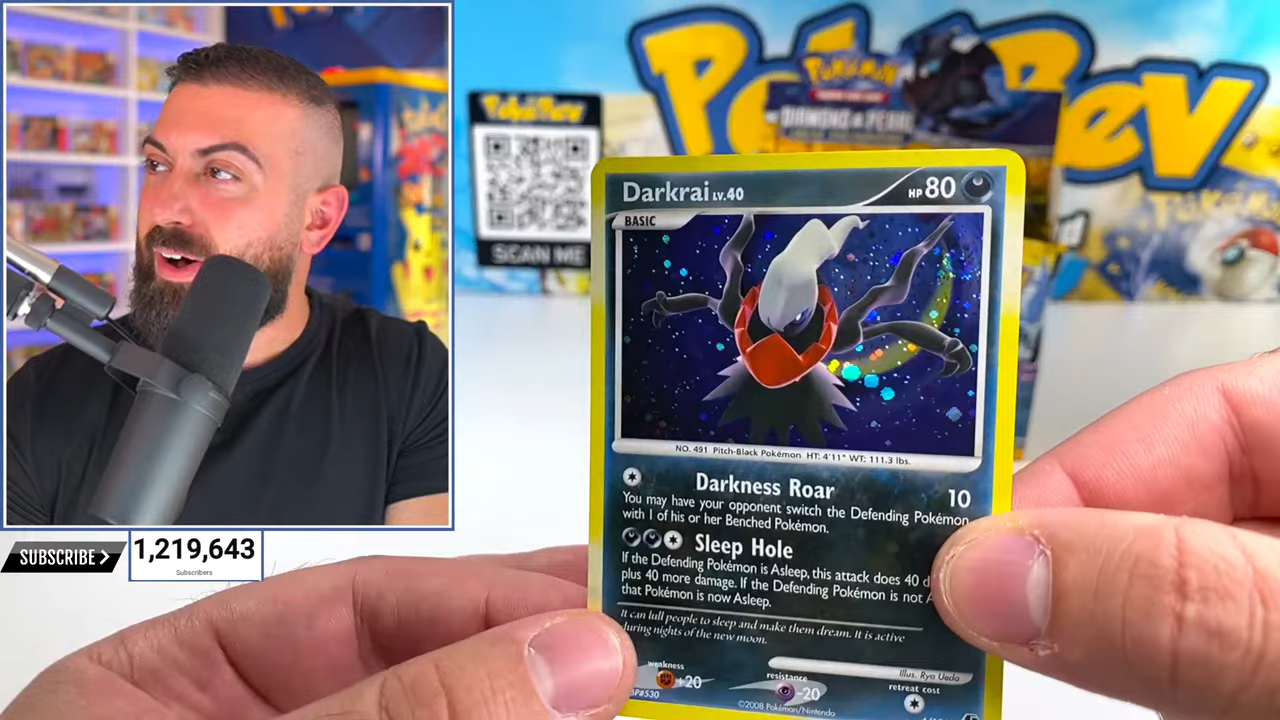 PokéRev
PokéRev
SCAN ME
Pokémon
DIAMOND & PEARL
Darkrai LV.40
HP 80
BASIC
NO. 491 Pitch-Black Pokémon HT: 4'11" WT: 111.3 lbs.
Darkness Roar 10
You may have your opponent switch the Defending Pokémon
with 1 of his or her Benched Pokémon.
Sleep Hole
If the Defending Pokémon is Asleep, this attack does 40 d
plus 40 more damage. If the Defending Pokémon is not
that Pokémon is now Asleep.
It can lull people to sleep and make them dream. It is active
during nights of the new moon.
Illus. Ryo Ueda
weakness
+20
resistance
-20
retreat cost
©2008 Pokémon/Nintendo
SUBSCRIBE
1,219,643
Subscribers